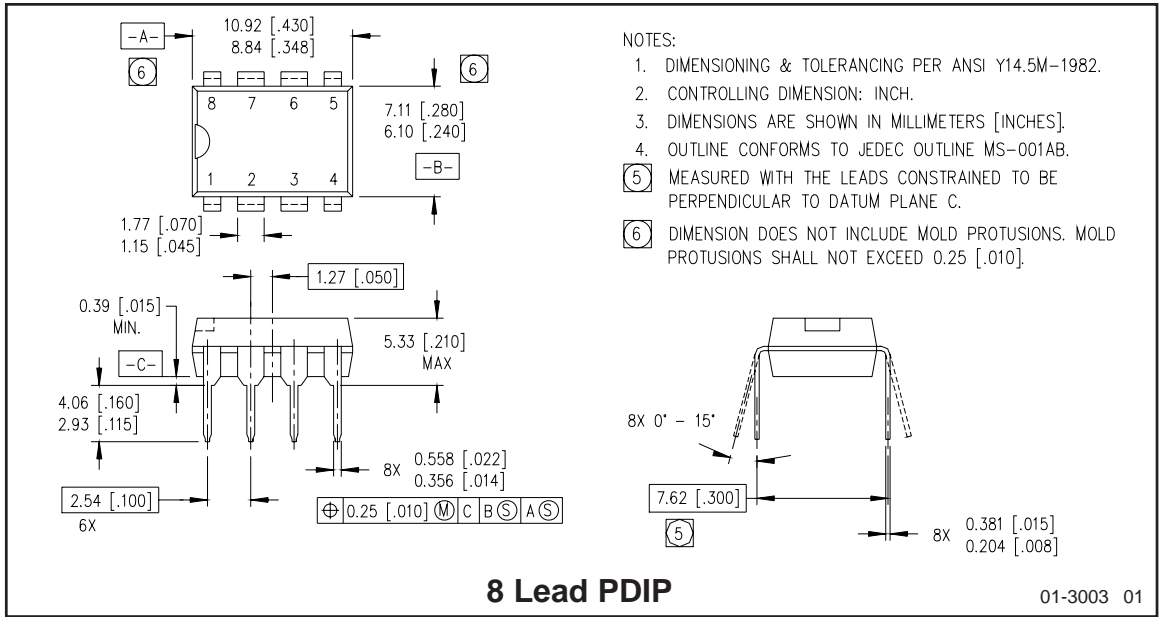 -A-
10.92 [.430]
8.84 [.348]
6
6
8 7 6 5
1 2 3 4
7.11 [.280]
6.10 [.240]
-B-
1.77 [.070]
1.15 [.045]
1.27 [.050]
0.39 [.015]
MIN.
-C-
5.33 [.210]
MAX
4.06 [.160]
2.93 [.115]
8X 0.558 [.022]
0.356 [.014]
2.54 [.100]
6X
⌖ 0.25 [.010] Ⓜ C B Ⓢ A Ⓢ
NOTES:
1. DIMENSIONING & TOLERANCING PER ANSI Y14.5M-1982.
2. CONTROLLING DIMENSION: INCH.
3. DIMENSIONS ARE SHOWN IN MILLIMETERS [INCHES].
4. OUTLINE CONFORMS TO JEDEC OUTLINE MS-001AB.
5 MEASURED WITH THE LEADS CONSTRAINED TO BE
PERPENDICULAR TO DATUM PLANE C.
6 DIMENSION DOES NOT INCLUDE MOLD PROTUSIONS. MOLD
PROTUSIONS SHALL NOT EXCEED 0.25 [.010].
8X 0° - 15°
7.62 [.300]
5
8X 0.381 [.015]
0.204 [.008]
8 Lead PDIP
01-3003 01